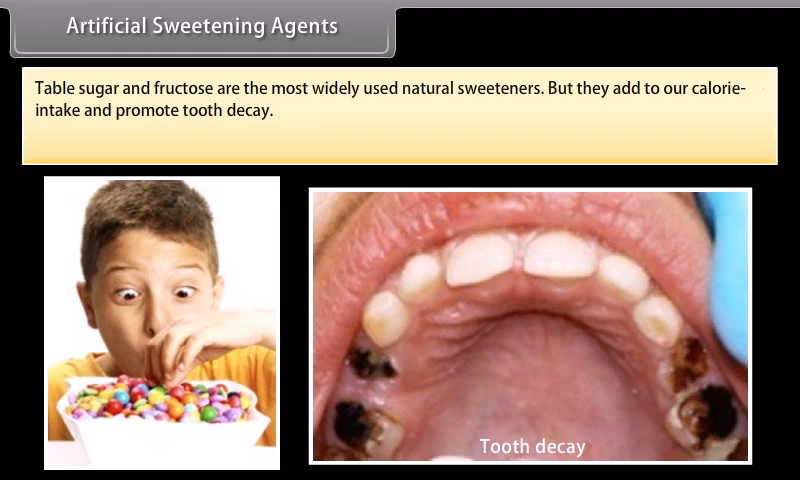 Artificial Sweetening Agents
Table sugar and fructose are the most widely used natural sweeteners. But they add to our calorie-
intake and promote tooth decay.
Tooth decay